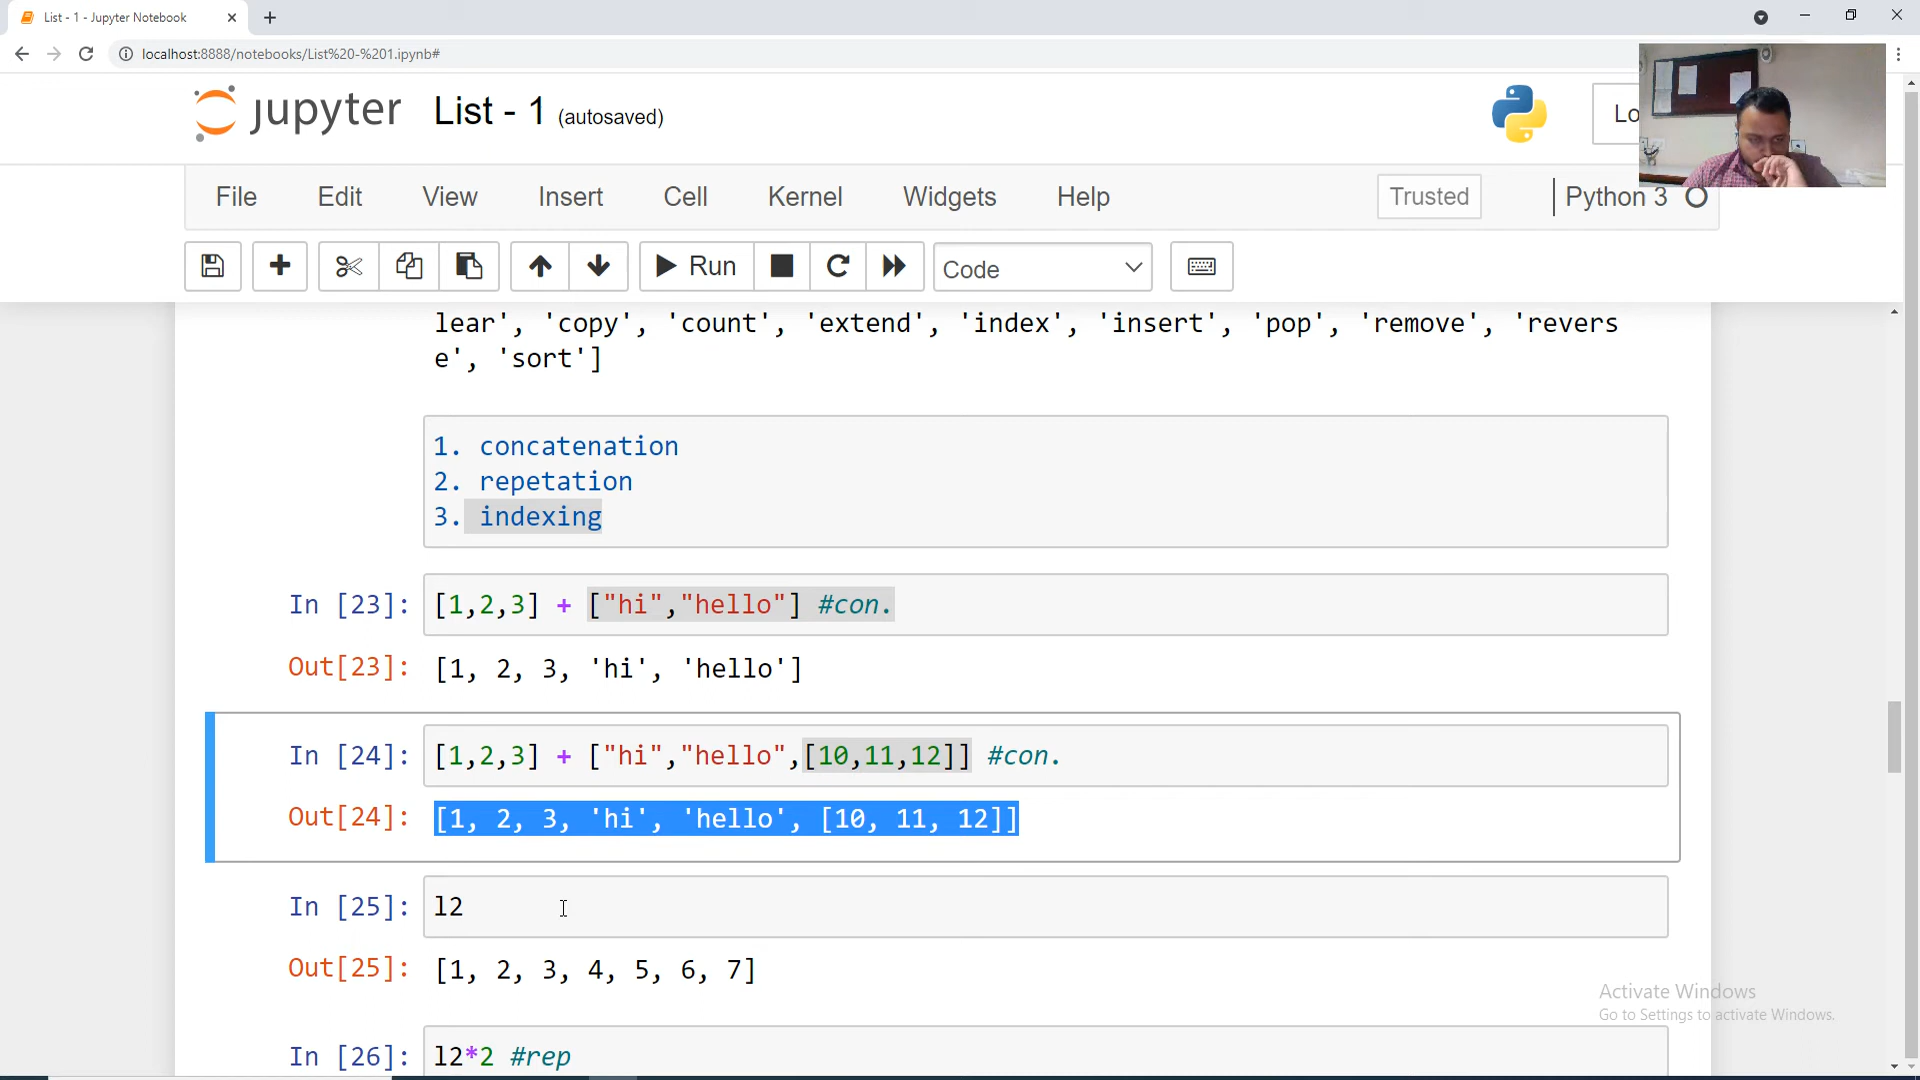 List - 1 - Jupyter Notebook
localhost:8888/notebooks/List%20-%201.ipynb#
jupyter List - 1 (autosaved)
Lo
File Edit View Insert Cell Kernel Widgets Help Trusted Python 3
Run Code
lear', 'copy', 'count', 'extend', 'index', 'insert', 'pop', 'remove', 'revers
e', 'sort']
1. concatenation
2. repetation
3. indexing
In [23]: [1,2,3] + ["hi","hello"] #con.
Out[23]: [1, 2, 3, 'hi', 'hello']
In [24]: [1,2,3] + ["hi","hello",[10,11,12]] #con.
Out[24]: [1, 2, 3, 'hi', 'hello', [10, 11, 12]]
In [25]: l2
Out[25]: [1, 2, 3, 4, 5, 6, 7]
Activate Windows
Go to Settings to activate Windows.
In [26]: l2*2 #rep